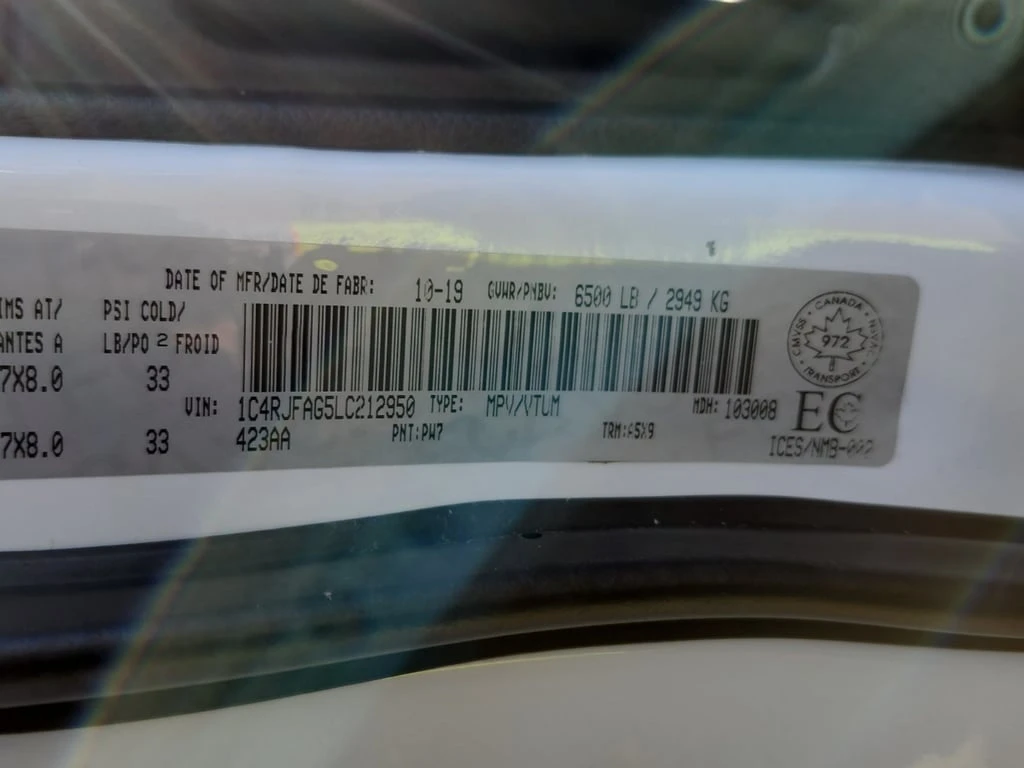 DATE OF MFR/DATE DE FABR: 10-19 GVWR/PNBV: 6500 LB / 2949 KG
IMS AT/ PSI COLD/
ANTES A LB/PO 2 FROID
7X8.0 33
VIN: 1C4RJFAG5LC212950 TYPE: MPV/VTUM MDH: 103008
7X8.0 33 423AA PNT:PW7 TRM:A5X9
CANADA
CMVSS 972 NSVAC
TRANSPORT
EC
ICES/NMB-002